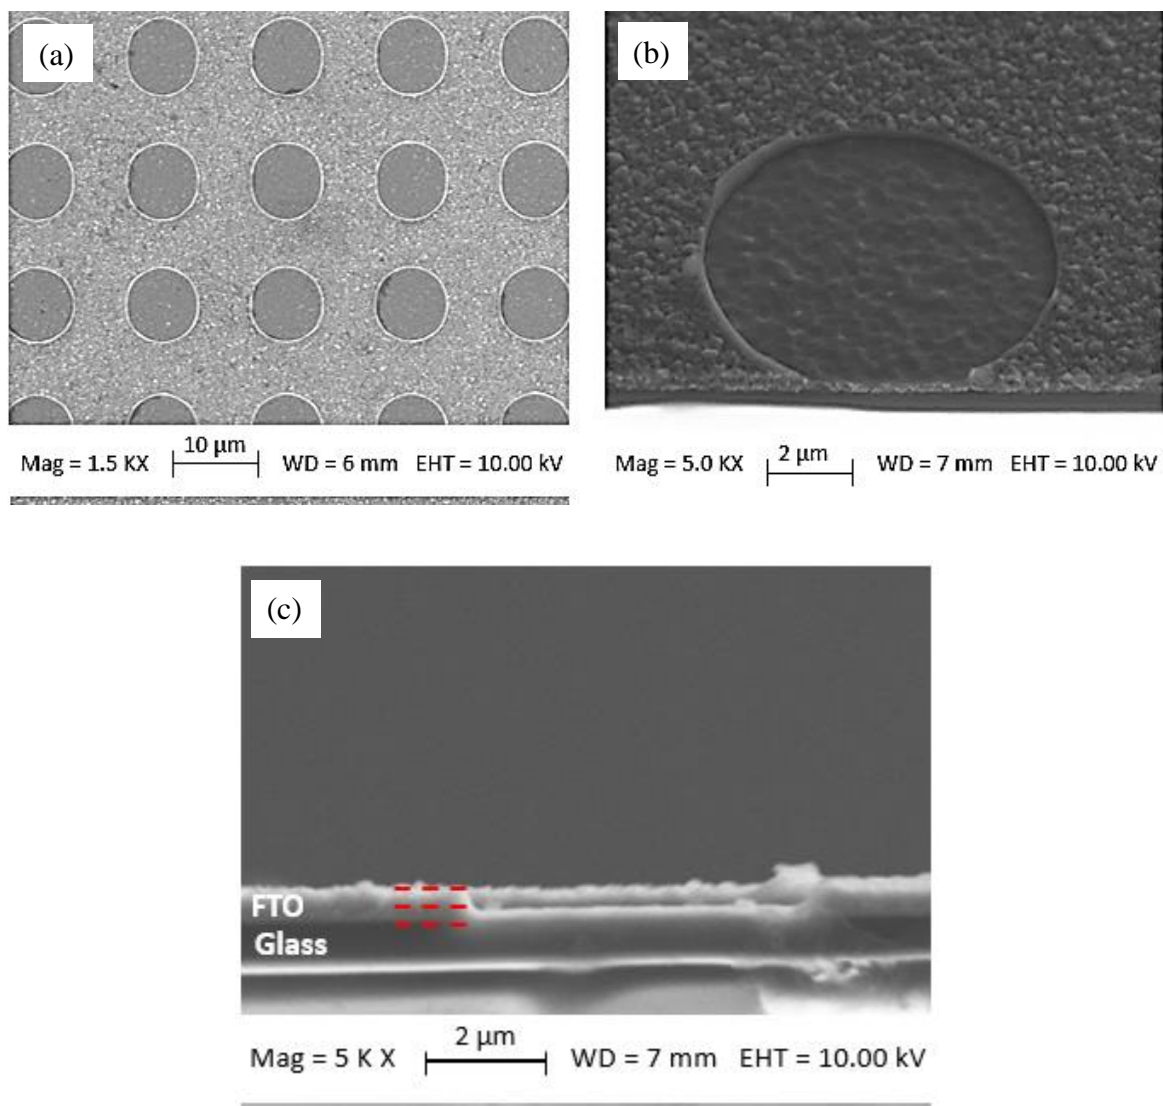 (a)
(b)
Mag = 1.5 KX 10 μm WD = 6 mm EHT = 10.00 kV
Mag = 5.0 KX 2 μm WD = 7 mm EHT = 10.00 kV
(c)
FTO
Glass
Mag = 5 K X 2 μm WD = 7 mm EHT = 10.00 kV